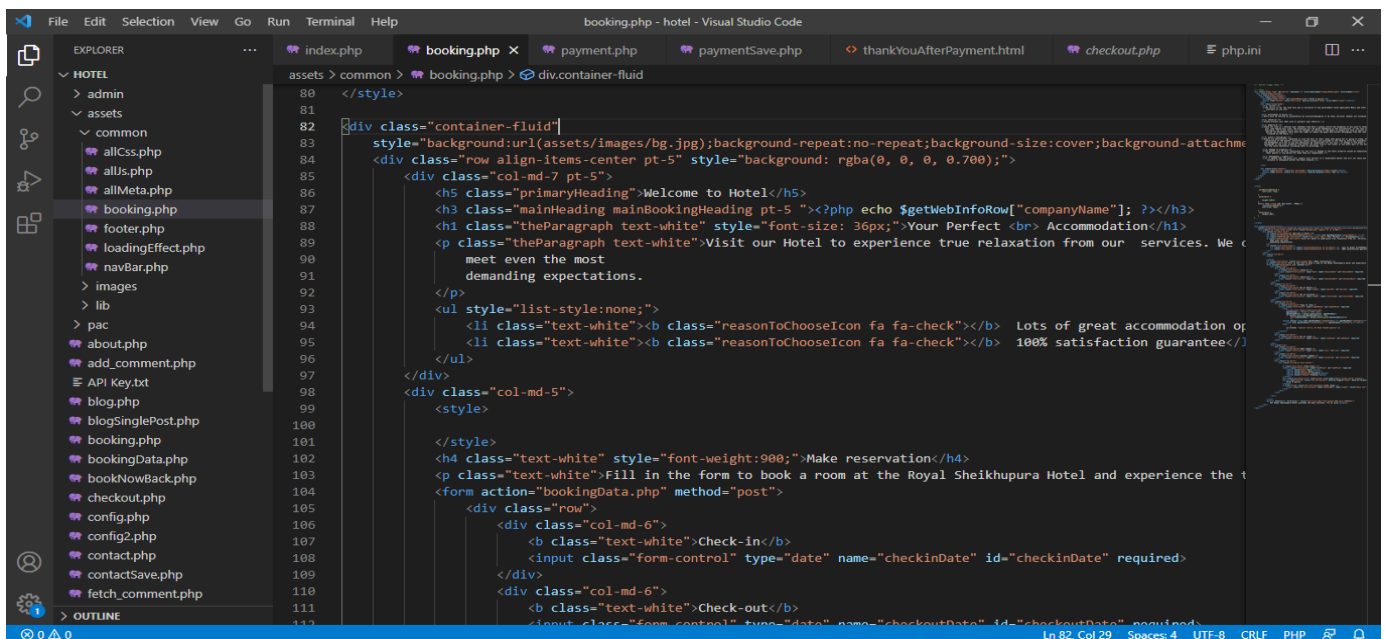 File Edit Selection View Go Run Terminal Help booking.php - hotel - Visual Studio Code
EXPLORER ...
HOTEL
admin
assets
common
allCss.php
allJs.php
allMeta.php
booking.php
footer.php
loadingEffect.php
navBar.php
images
lib
pac
about.php
add_comment.php
API Key.txt
blog.php
blogSinglePost.php
booking.php
bookingData.php
bookNowBack.php
checkout.php
config.php
config2.php
contact.php
contactSave.php
fetch_comment.php
OUTLINE
index.php booking.php payment.php paymentSave.php thankYouAfterPayment.html checkout.php php.ini
assets > common > booking.php > div.container-fluid
80 </style>
81
82 <div class="container-fluid"
83 style="background:url(assets/images/bg.jpg);background-repeat:no-repeat;background-size:cover;background-attachme
84 <div class="row align-items-center pt-5" style="background: rgba(0, 0, 0, 0.700);">
85 <div class="col-md-7 pt-5">
86 <h5 class="primaryHeading">Welcome to Hotel</h5>
87 <h3 class="mainHeading mainBookingHeading pt-5 "><?php echo $getWebInfoRow["companyName"]; ?></h3>
88 <h1 class="theParagraph text-white" style="font-size: 36px;">Your Perfect <br> Accommodation</h1>
89 <p class="theParagraph text-white">Visit our Hotel to experience true relaxation from our services. We c
90 meet even the most
91 demanding expectations.
92 </p>
93 <ul style="list-style:none;">
94 <li class="text-white"><b class="reasonToChooseIcon fa fa-check"></b> Lots of great accommodation op
95 <li class="text-white"><b class="reasonToChooseIcon fa fa-check"></b> 100% satisfaction guarantee</l
96 </ul>
97 </div>
98 <div class="col-md-5">
99 <style>
100
101 </style>
102 <h4 class="text-white" style="font-weight:900;">Make reservation</h4>
103 <p class="text-white">Fill in the form to book a room at the Royal Sheikhupura Hotel and experience the t
104 <form action="bookingData.php" method="post">
105 <div class="row">
106 <div class="col-md-6">
107 <b class="text-white">Check-in</b>
108 <input class="form-control" type="date" name="checkinDate" id="checkinDate" required>
109 </div>
110 <div class="col-md-6">
111 <b class="text-white">Check-out</b>
112 <input class="form-control" type="date" name="checkoutDate" id="checkoutDate" required>
1
0 0 Ln 82, Col 29 Spaces: 4 UTF-8 CRLF PHP